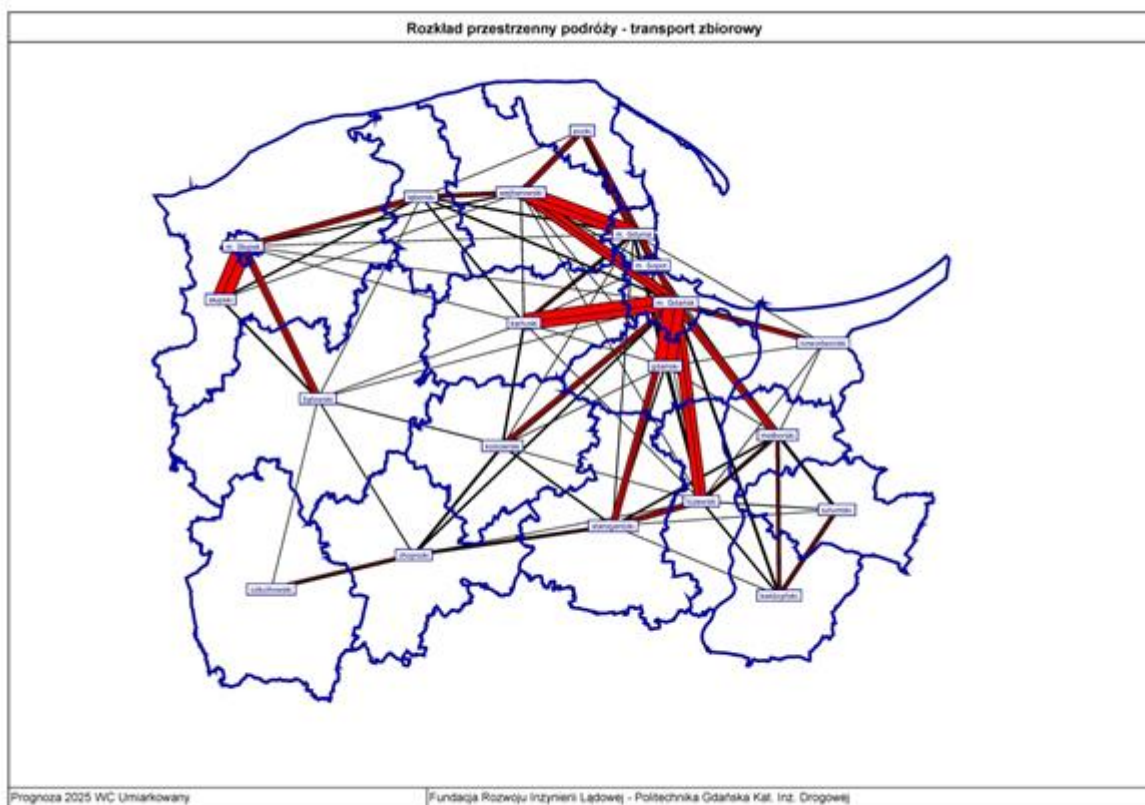 Rozkład przestrzenny podróży - transport zbiorowy
pucki
lęborski
wejherowski
m. Gdynia
m. Słupsk
m. Sopot
słupski
m. Gdańsk
kartuski
nowodworski
gdański
bytowski
malborski
kościerski
tczewski
sztumski
starogardzki
chojnicki
człuchowski
kwidzyński
Prognoza 2025 WC Umiarkowany
Fundacja Rozwoju Inżynierii Lądowej - Politechnika Gdańska Kat. Inż. Drogowej